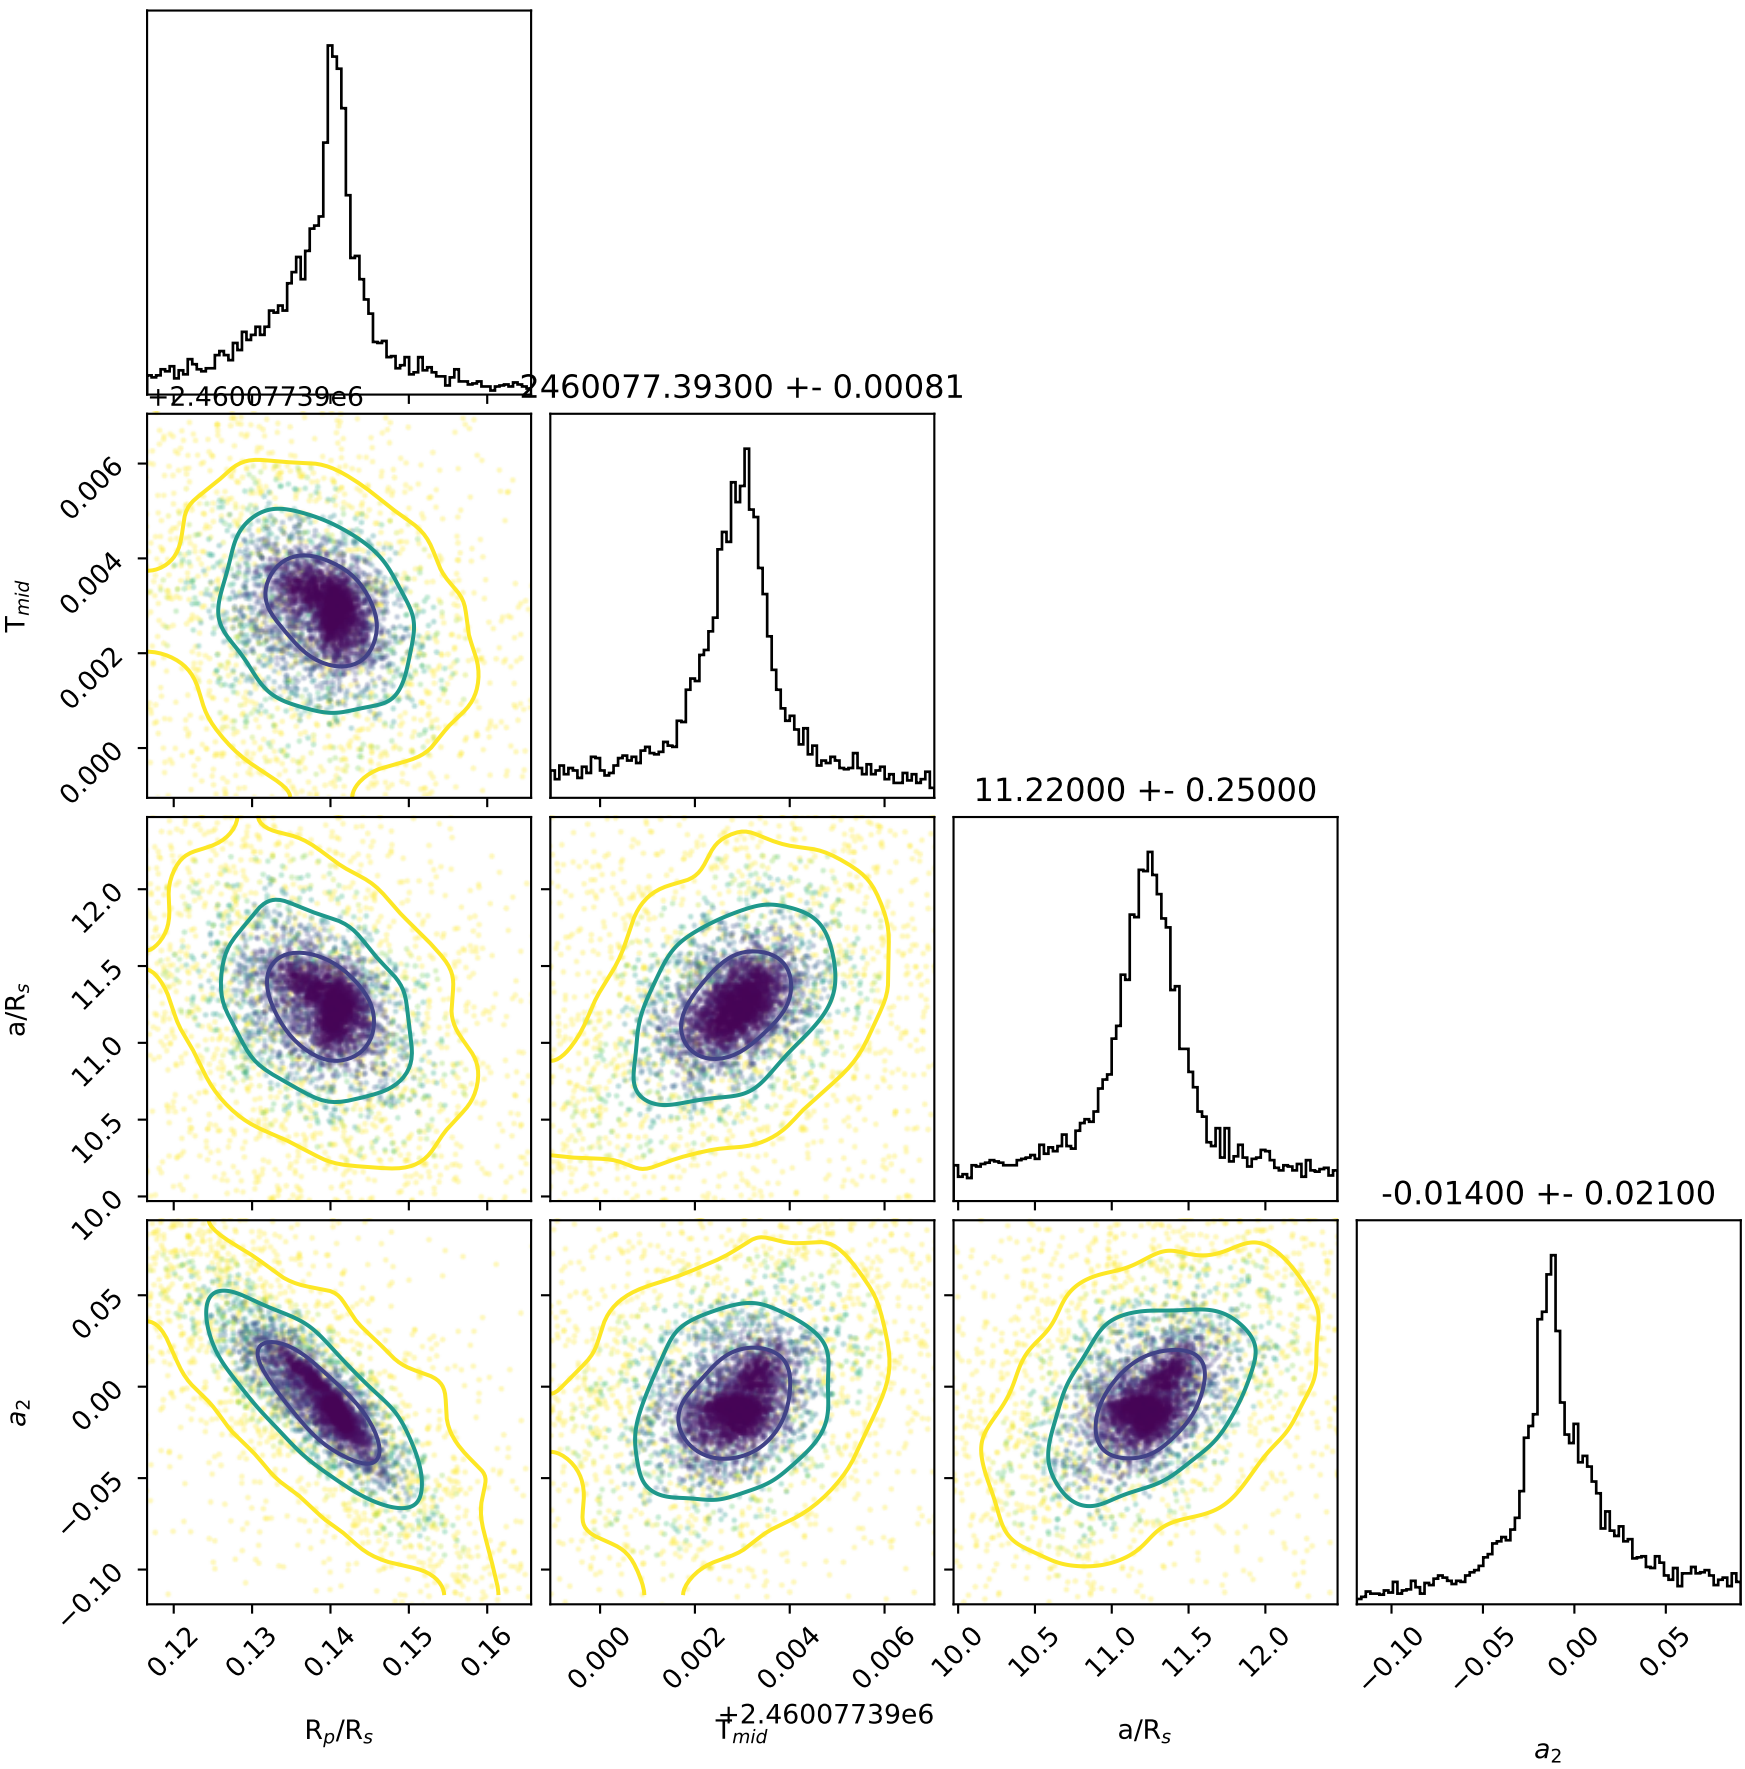 +2.46007739e6
2460077.39300 +- 0.00081
0.006
0.004
0.002
0.000
T_mid
11.22000 +- 0.25000
12.0
11.5
11.0
10.5
10.0
a/R_s
-0.01400 +- 0.02100
0.05
0.00
−0.05
−0.10
a_2
0.12 0.13 0.14 0.15 0.16
0.000 0.002 0.004 0.006
10.0 10.5 11.0 11.5 12.0
−0.10 −0.05 0.00 0.05
+2.46007739e6
R_p/R_s
T_mid
a/R_s
a_2